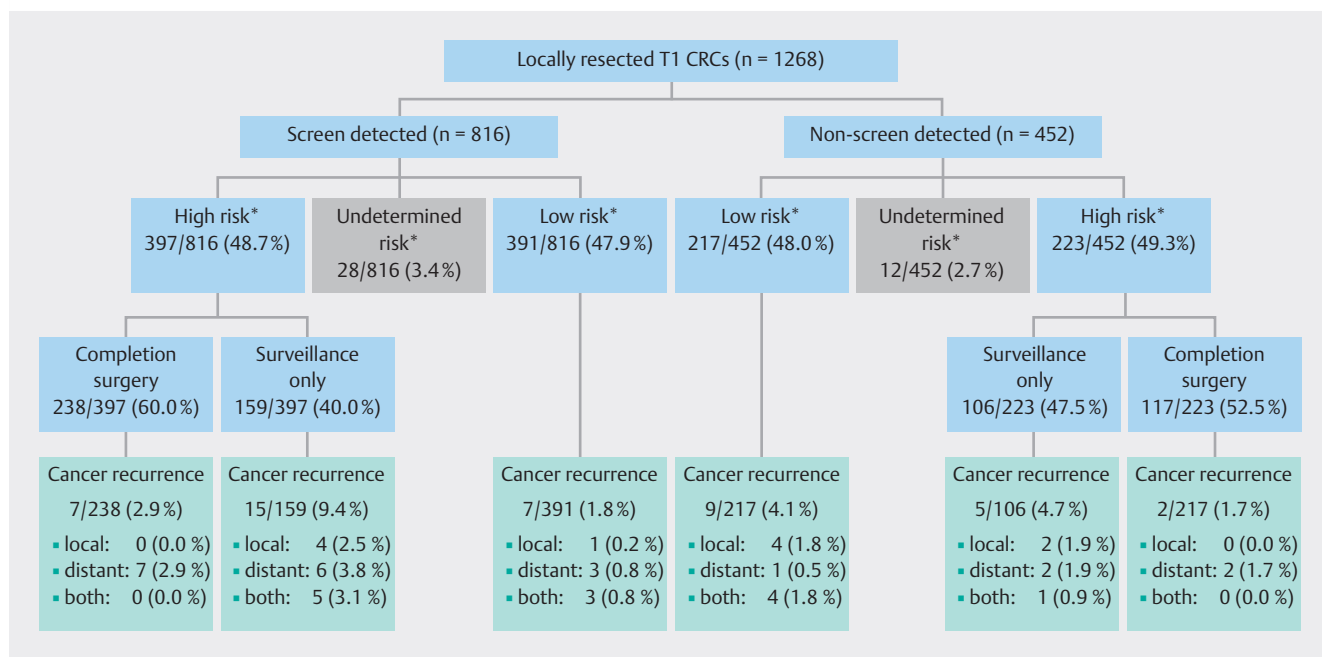 Locally resected T1 CRCs (n = 1268)
Screen detected (n = 816)
Non-screen detected (n = 452)
High risk*
397/816 (48.7 %)
Undetermined
risk*
28/816 (3.4 %)
Low risk*
391/816 (47.9 %)
Low risk*
217/452 (48.0 %)
Undetermined
risk*
12/452 (2.7 %)
High risk*
223/452 (49.3 %)
Completion
surgery
238/397 (60.0 %)
Surveillance
only
159/397 (40.0 %)
Surveillance
only
106/223 (47.5 %)
Completion
surgery
117/223 (52.5 %)
Cancer recurrence
7/238 (2.9 %)
▪ local: 0 (0.0 %)
▪ distant: 7 (2.9 %)
▪ both: 0 (0.0 %)
Cancer recurrence
15/159 (9.4 %)
▪ local: 4 (2.5 %)
▪ distant: 6 (3.8 %)
▪ both: 5 (3.1 %)
Cancer recurrence
7/391 (1.8 %)
▪ local: 1 (0.2 %)
▪ distant: 3 (0.8 %)
▪ both: 3 (0.8 %)
Cancer recurrence
9/217 (4.1 %)
▪ local: 4 (1.8 %)
▪ distant: 1 (0.5 %)
▪ both: 4 (1.8 %)
Cancer recurrence
5/106 (4.7 %)
▪ local: 2 (1.9 %)
▪ distant: 2 (1.9 %)
▪ both: 1 (0.9 %)
Cancer recurrence
2/217 (1.7 %)
▪ local: 0 (0.0 %)
▪ distant: 2 (1.7 %)
▪ both: 0 (0.0 %)